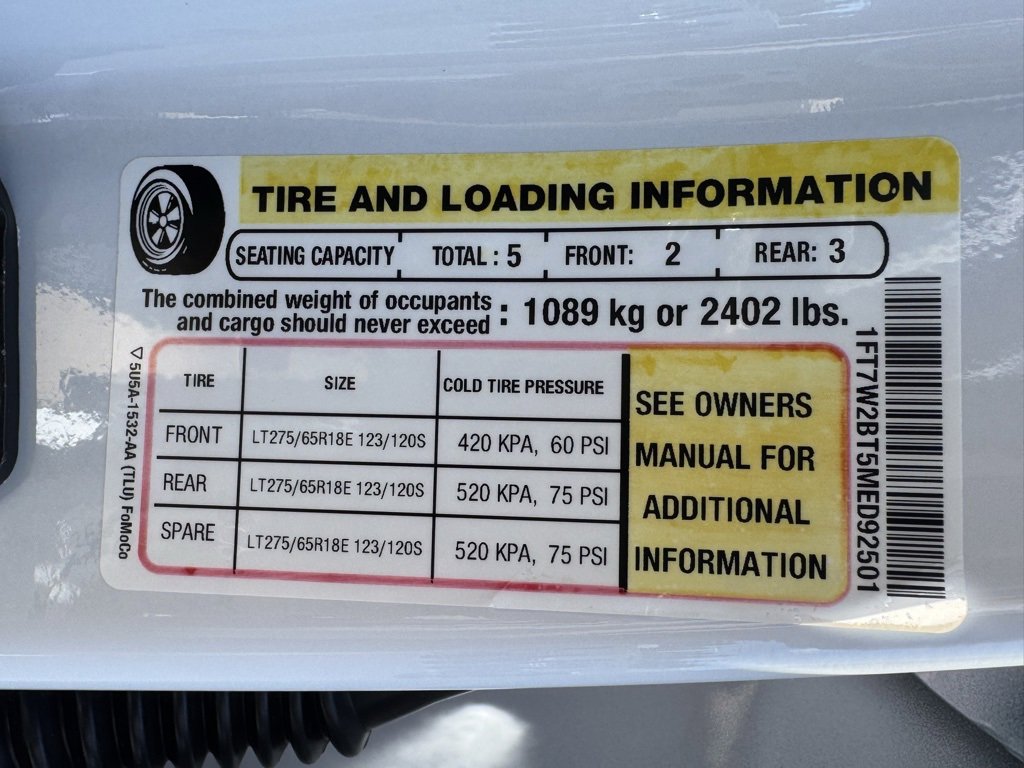 TIRE AND LOADING INFORMATION
SEATING CAPACITY TOTAL : 5 FRONT: 2 REAR: 3
The combined weight of occupants
and cargo should never exceed : 1089 kg or 2402 lbs.
TIRE SIZE COLD TIRE PRESSURE
FRONT LT275/65R18E 123/120S 420 KPA, 60 PSI
REAR LT275/65R18E 123/120S 520 KPA, 75 PSI
SPARE LT275/65R18E 123/120S 520 KPA, 75 PSI
SEE OWNERS
MANUAL FOR
ADDITIONAL
INFORMATION
5U5A-1532-AA (TLU) FoMoCo
1FT7W2BT5MED92501